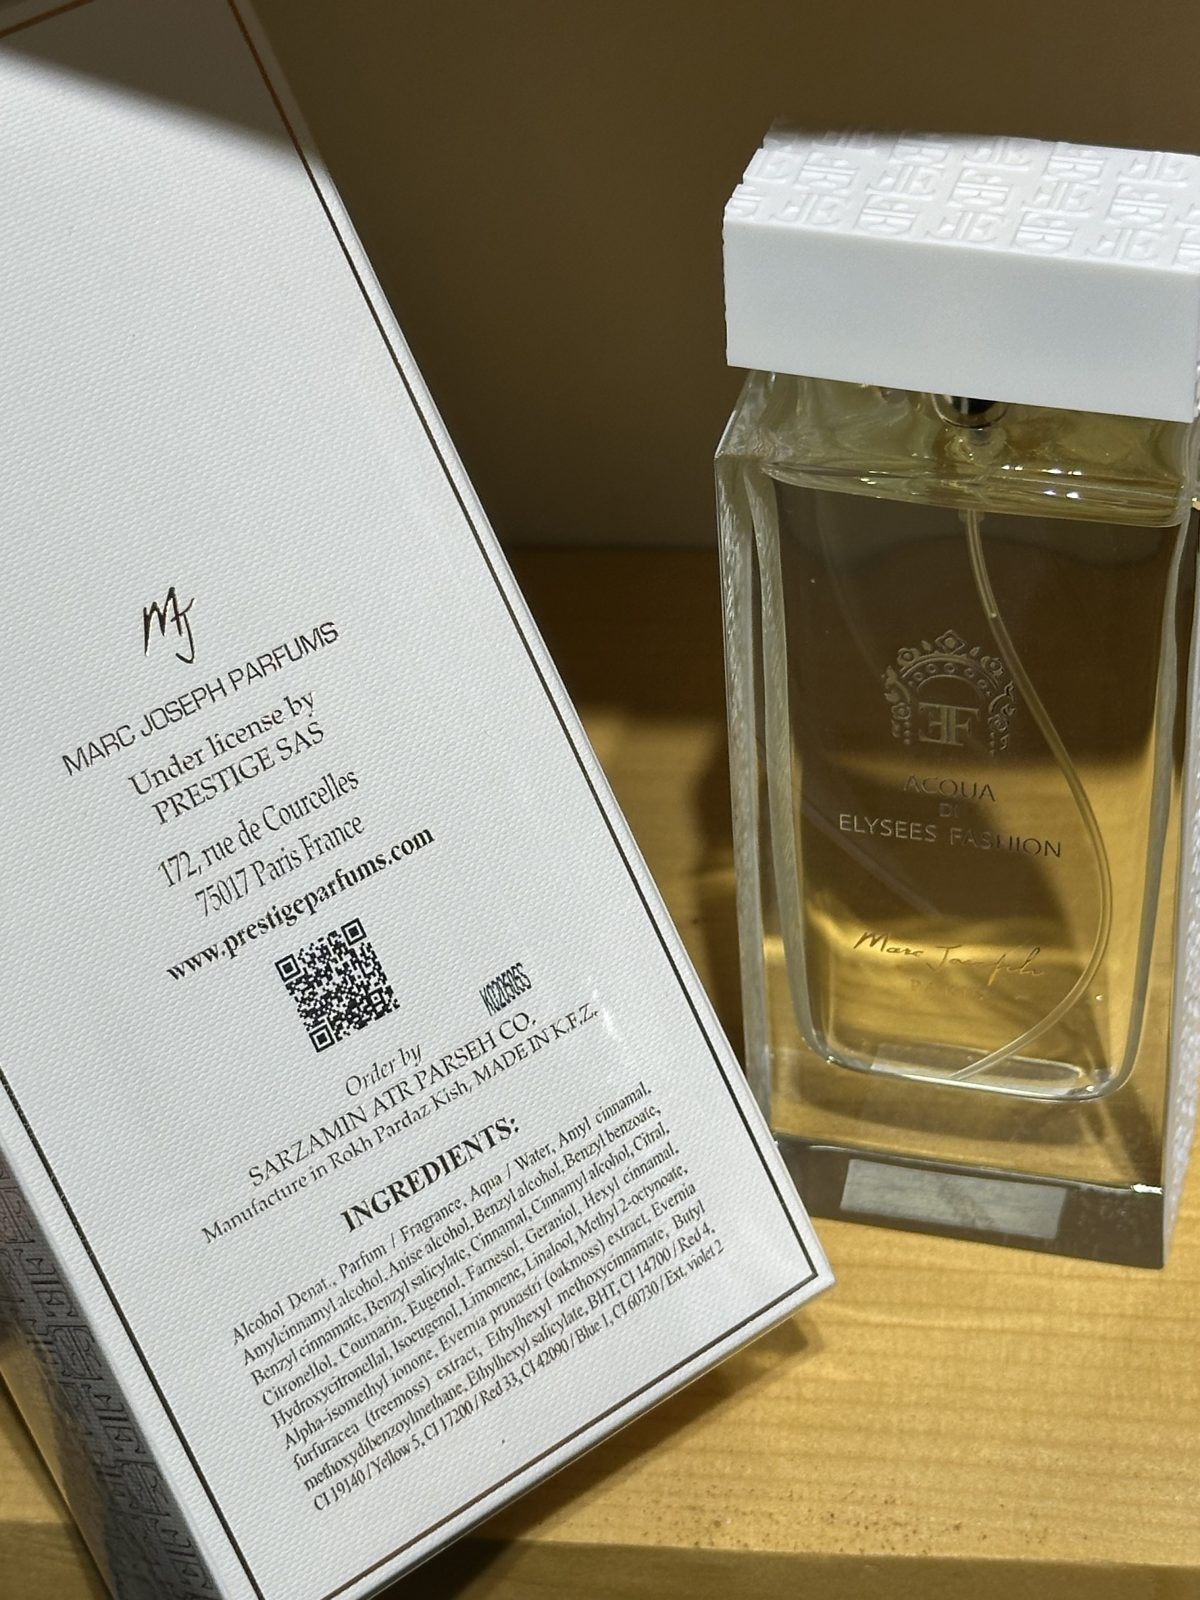 MJ
MARC JOSEPH PARFUMS
Under license by
PRESTIGE SAS
172, rue de Courcelles
75017 Paris France
www.prestigeparfums.com
Order by
SARZAMIN ATR PARSEH CO.
Manufacture in Rokh Pardaz Kish, MADE IN K.F.Z.
INGREDIENTS:
Alcohol Denat., Parfum / Fragrance, Aqua / Water, Amyl cinnamal,
Amylcinnamyl alcohol, Anise alcohol, Benzyl alcohol, Benzyl benzoate,
Benzyl cinnamate, Benzyl salicylate, Cinnamal, Cinnamyl alcohol, Citral,
Citronellol, Coumarin, Eugenol, Farnesol, Geraniol, Hexyl cinnamal,
Hydroxycitronellal, Isoeugenol, Limonene, Linalool, Methyl 2-octynoate,
Alpha-isomethyl ionone, Evernia prunastri (oakmoss) extract, Evernia
furfuracea (treemoss) extract, Ethylhexyl methoxycinnamate, Butyl
methoxydibenzoylmethane, Ethylhexyl salicylate, BHT, CI 14700 / Red 4,
CI 19140 / Yellow 5, CI 17200 / Red 33, CI 42090 / Blue 1, CI 60730 / Ext. violet 2
EF
ACQUA
DI
ELYSEES FASHION
Marc Joseph
PARIS